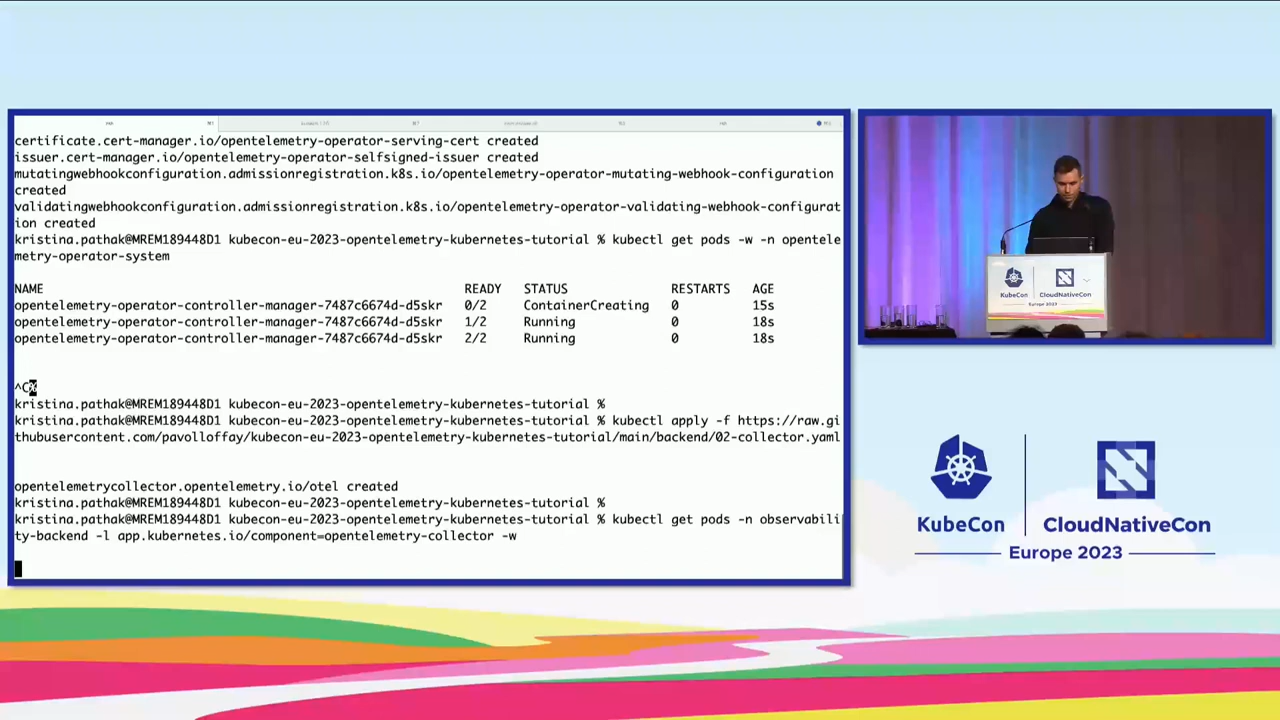 certificate.cert-manager.io/opentelemetry-operator-serving-cert created
issuer.cert-manager.io/opentelemetry-operator-selfsigned-issuer created
mutatingwebhookconfiguration.admissionregistration.k8s.io/opentelemetry-operator-mutating-webhook-configuration
created
validatingwebhookconfiguration.admissionregistration.k8s.io/opentelemetry-operator-validating-webhook-configurat
ion created
kristina.pathak@MREM189448D1 kubecon-eu-2023-opentelemetry-kubernetes-tutorial % kubectl get pods -w -n opentele
metry-operator-system
NAME READY STATUS RESTARTS AGE
opentelemetry-operator-controller-manager-7487c6674d-d5skr 0/2 ContainerCreating 0 15s
opentelemetry-operator-controller-manager-7487c6674d-d5skr 1/2 Running 0 18s
opentelemetry-operator-controller-manager-7487c6674d-d5skr 2/2 Running 0 18s
^C%
kristina.pathak@MREM189448D1 kubecon-eu-2023-opentelemetry-kubernetes-tutorial %
kristina.pathak@MREM189448D1 kubecon-eu-2023-opentelemetry-kubernetes-tutorial % kubectl apply -f https://raw.gi
thubusercontent.com/pavolloffay/kubecon-eu-2023-opentelemetry-kubernetes-tutorial/main/backend/02-collector.yaml
opentelemetrycollector.opentelemetry.io/otel created
kristina.pathak@MREM189448D1 kubecon-eu-2023-opentelemetry-kubernetes-tutorial %
kristina.pathak@MREM189448D1 kubecon-eu-2023-opentelemetry-kubernetes-tutorial % kubectl get pods -n observabili
ty-backend -l app.kubernetes.io/component=opentelemetry-collector -w
KubeCon CloudNativeCon
Europe 2023
KubeCon CloudNativeCon
Europe 2023